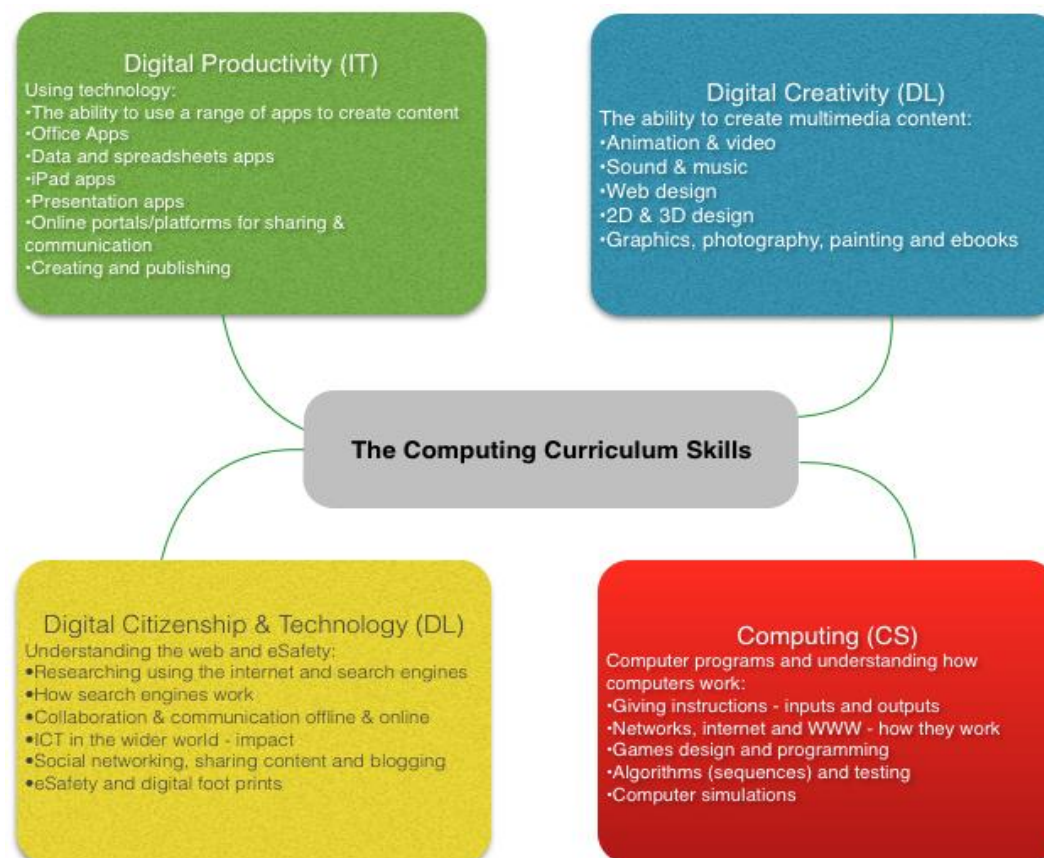 Digital Productivity (IT)
Using technology:
•The ability to use a range of apps to create content
•Office Apps
•Data and spreadsheets apps
•iPad apps
•Presentation apps
•Online portals/platforms for sharing &
communication
•Creating and publishing
Digital Creativity (DL)
The ability to create multimedia content:
•Animation & video
•Sound & music
•Web design
•2D & 3D design
•Graphics, photography, painting and ebooks
The Computing Curriculum Skills
Digital Citizenship & Technology (DL)
Understanding the web and eSafety:
•Researching using the internet and search engines
•How search engines work
•Collaboration & communication offline & online
•ICT in the wider world - impact
•Social networking, sharing content and blogging
•eSafety and digital foot prints
Computing (CS)
Computer programs and understanding how
computers work:
•Giving instructions - inputs and outputs
•Networks, internet and WWW - how they work
•Games design and programming
•Algorithms (sequences) and testing
•Computer simulations